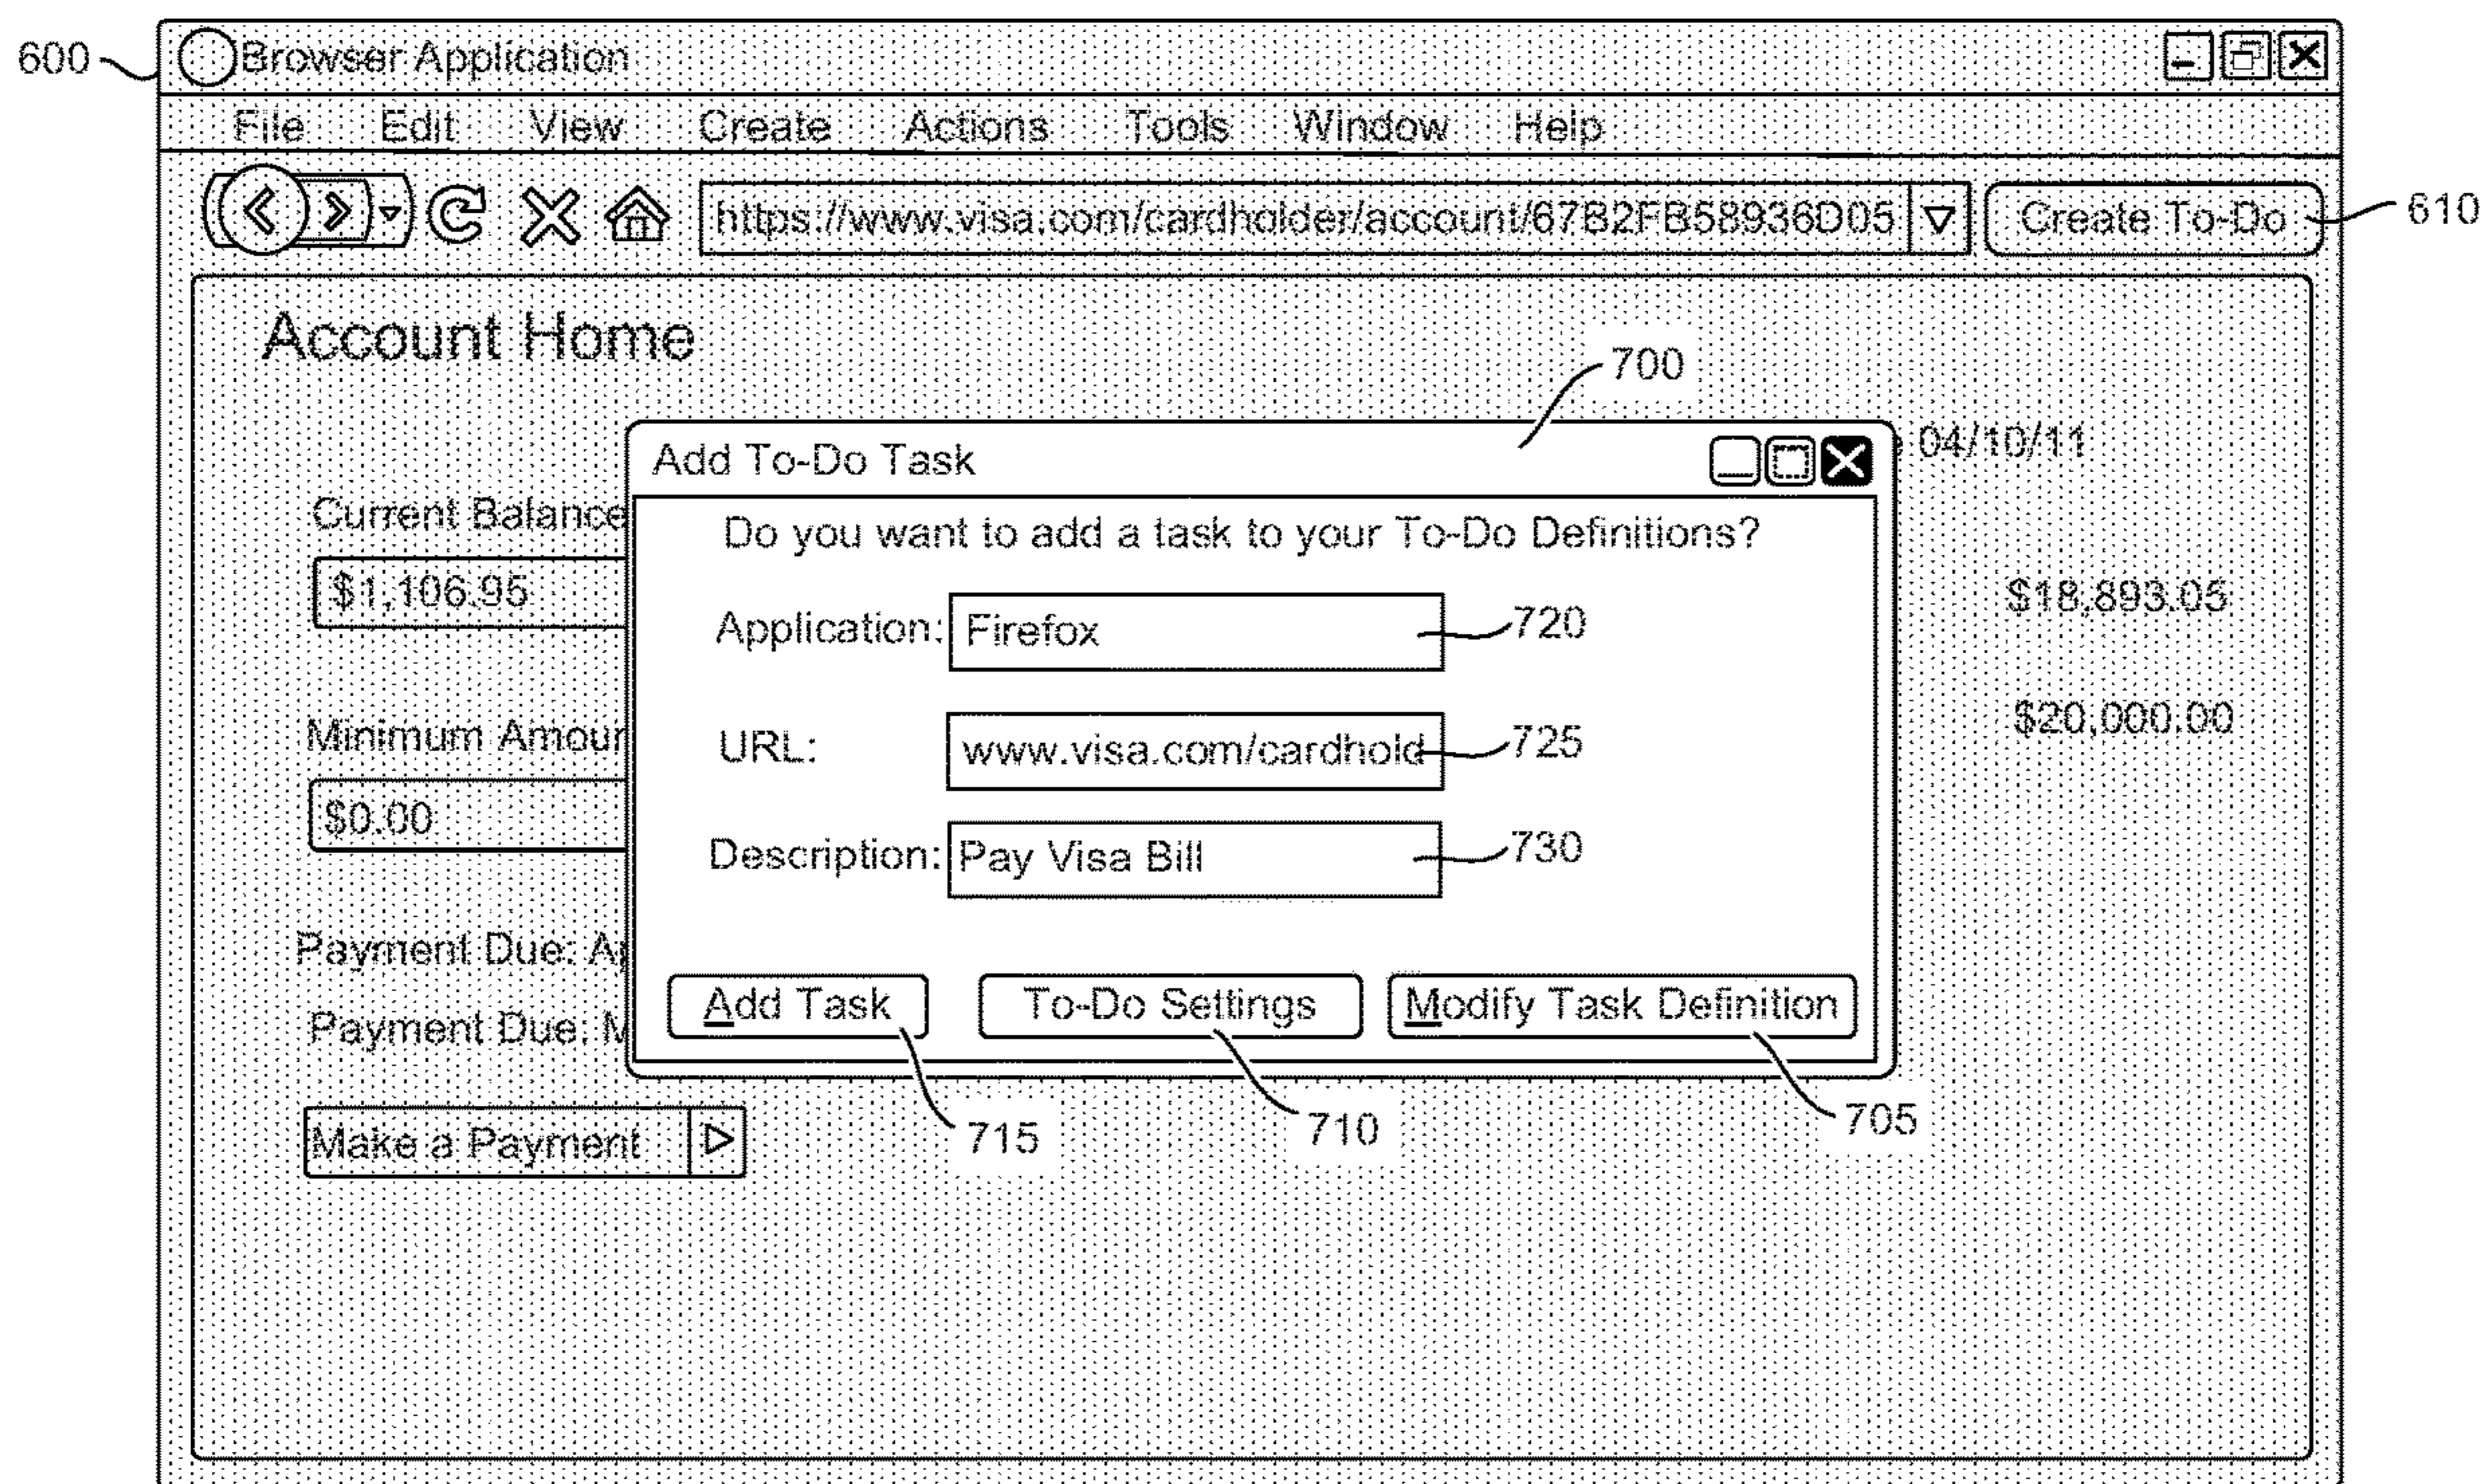 600
Browser Application
File Edit View Create Actions Tools Window Help
https://www.visa.com/cardholder/account/67B2FB58936D05 Create To-Do 610
Account Home
700
Add To-Do Task
04/10/11
Current Balance
Do you want to add a task to your To-Do Definitions?
$1,106.95
Application: Firefox 720
$18,893.05
Minimum Amour
URL: www.visa.com/cardhold 725
$20,000.00
$0.00
Description: Pay Visa Bill 730
Payment Due: A
Add Task To-Do Settings Modify Task Definition
Payment Due: M
715 710 705
Make a Payment